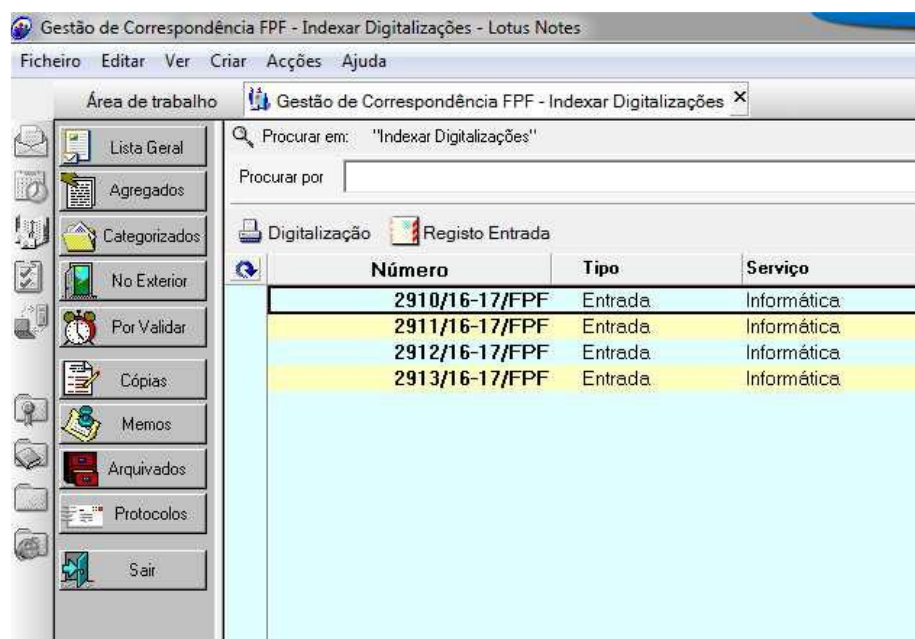 Gestão de Correspondência FPF - Indexar Digitalizações - Lotus Notes
Ficheiro Editar Ver Criar Acções Ajuda
Área de trabalho
Gestão de Correspondência FPF - Indexar Digitalizações
Lista Geral
Agregados
Categorizados
No Exterior
Por Validar
Cópias
Memos
Arquivados
Protocolos
Sair
Procurar em: "Indexar Digitalizações"
Procurar por
Digitalização Registo Entrada
Número Tipo Serviço
2910/16-17/FPF Entrada Informática
2911/16-17/FPF Entrada Informática
2912/16-17/FPF Entrada Informática
2913/16-17/FPF Entrada Informática